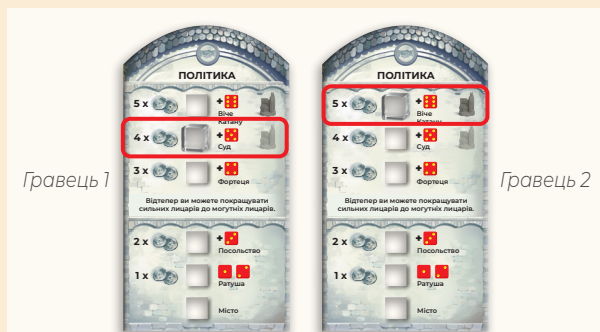 ПОЛІТИКА
5 x +
Віче
Катану
4 x +
Суд
3 x +
Фортеця
Відтепер ви можете покращувати
сильних лицарів до могутніх лицарів.
2 x +
Посольство
1 x
Ратуша
Місто
Гравець 1
ПОЛІТИКА
5 x +
Віче
Катану
4 x +
Суд
3 x +
Фортеця
Відтепер ви можете покращувати
сильних лицарів до могутніх лицарів.
2 x +
Посольство
1 x
Ратуша
Місто
Гравець 2